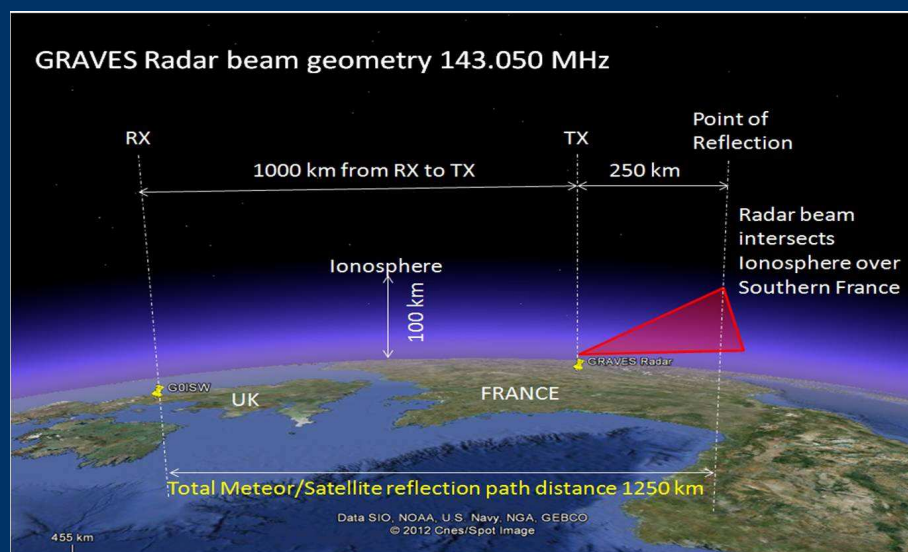 GRAVES Radar beam geometry 143.050 MHz
RX
TX
Point of
Reflection
1000 km from RX to TX
250 km
Radar beam
intersects
Ionosphere over
Southern France
Ionosphere
100 km
GRAVES Radar
G0ISW
UK
FRANCE
Total Meteor/Satellite reflection path distance 1250 km
Data SIO, NOAA, U.S. Navy, NGA, GEBCO
© 2012 Cnes/Spot Image
455 km